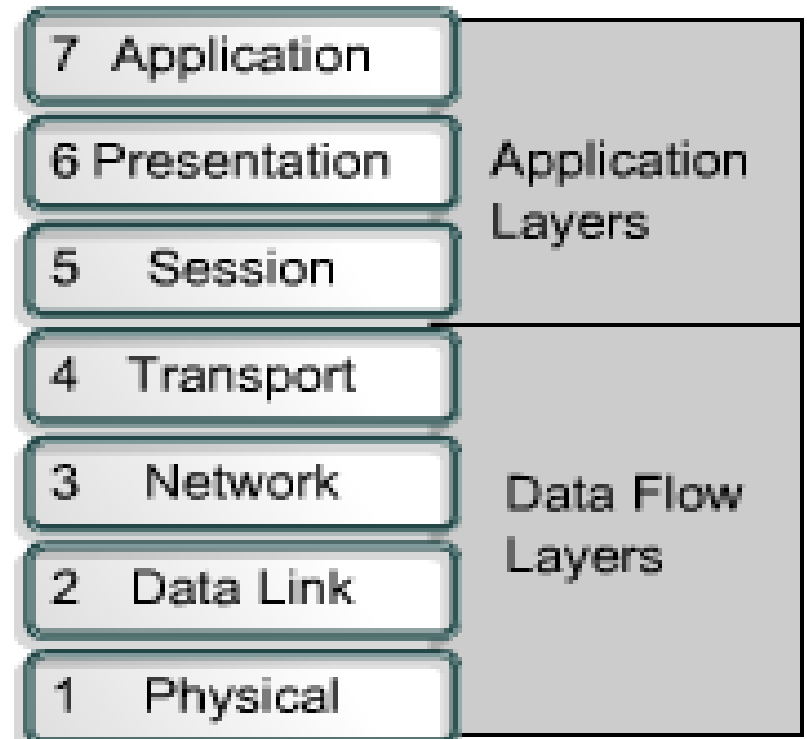 7 Application
6 Presentation
5 Session
4 Transport
3 Network
2 Data Link
1 Physical
Application
Layers
Data Flow
Layers